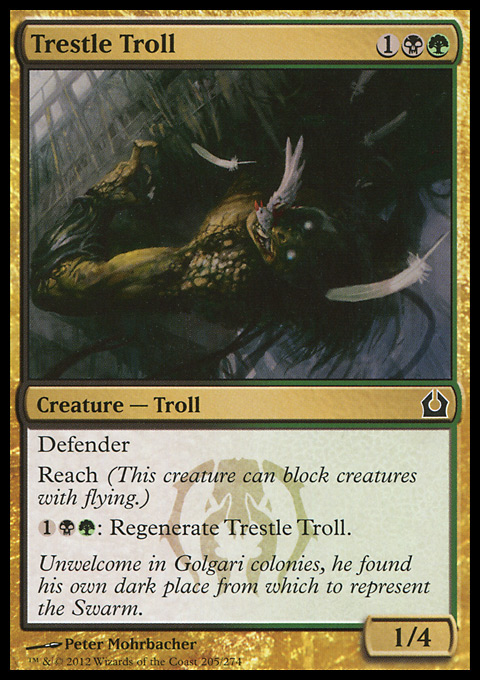 Trestle Troll 1
Creature — Troll
Defender
Reach (This creature can block creatures
with flying.)
1: Regenerate Trestle Troll.
Unwelcome in Golgari colonies, he found
his own dark place from which to represent
the Swarm.
1/4
Peter Mohrbacher
™ & © 2012 Wizards of the Coast 205/274